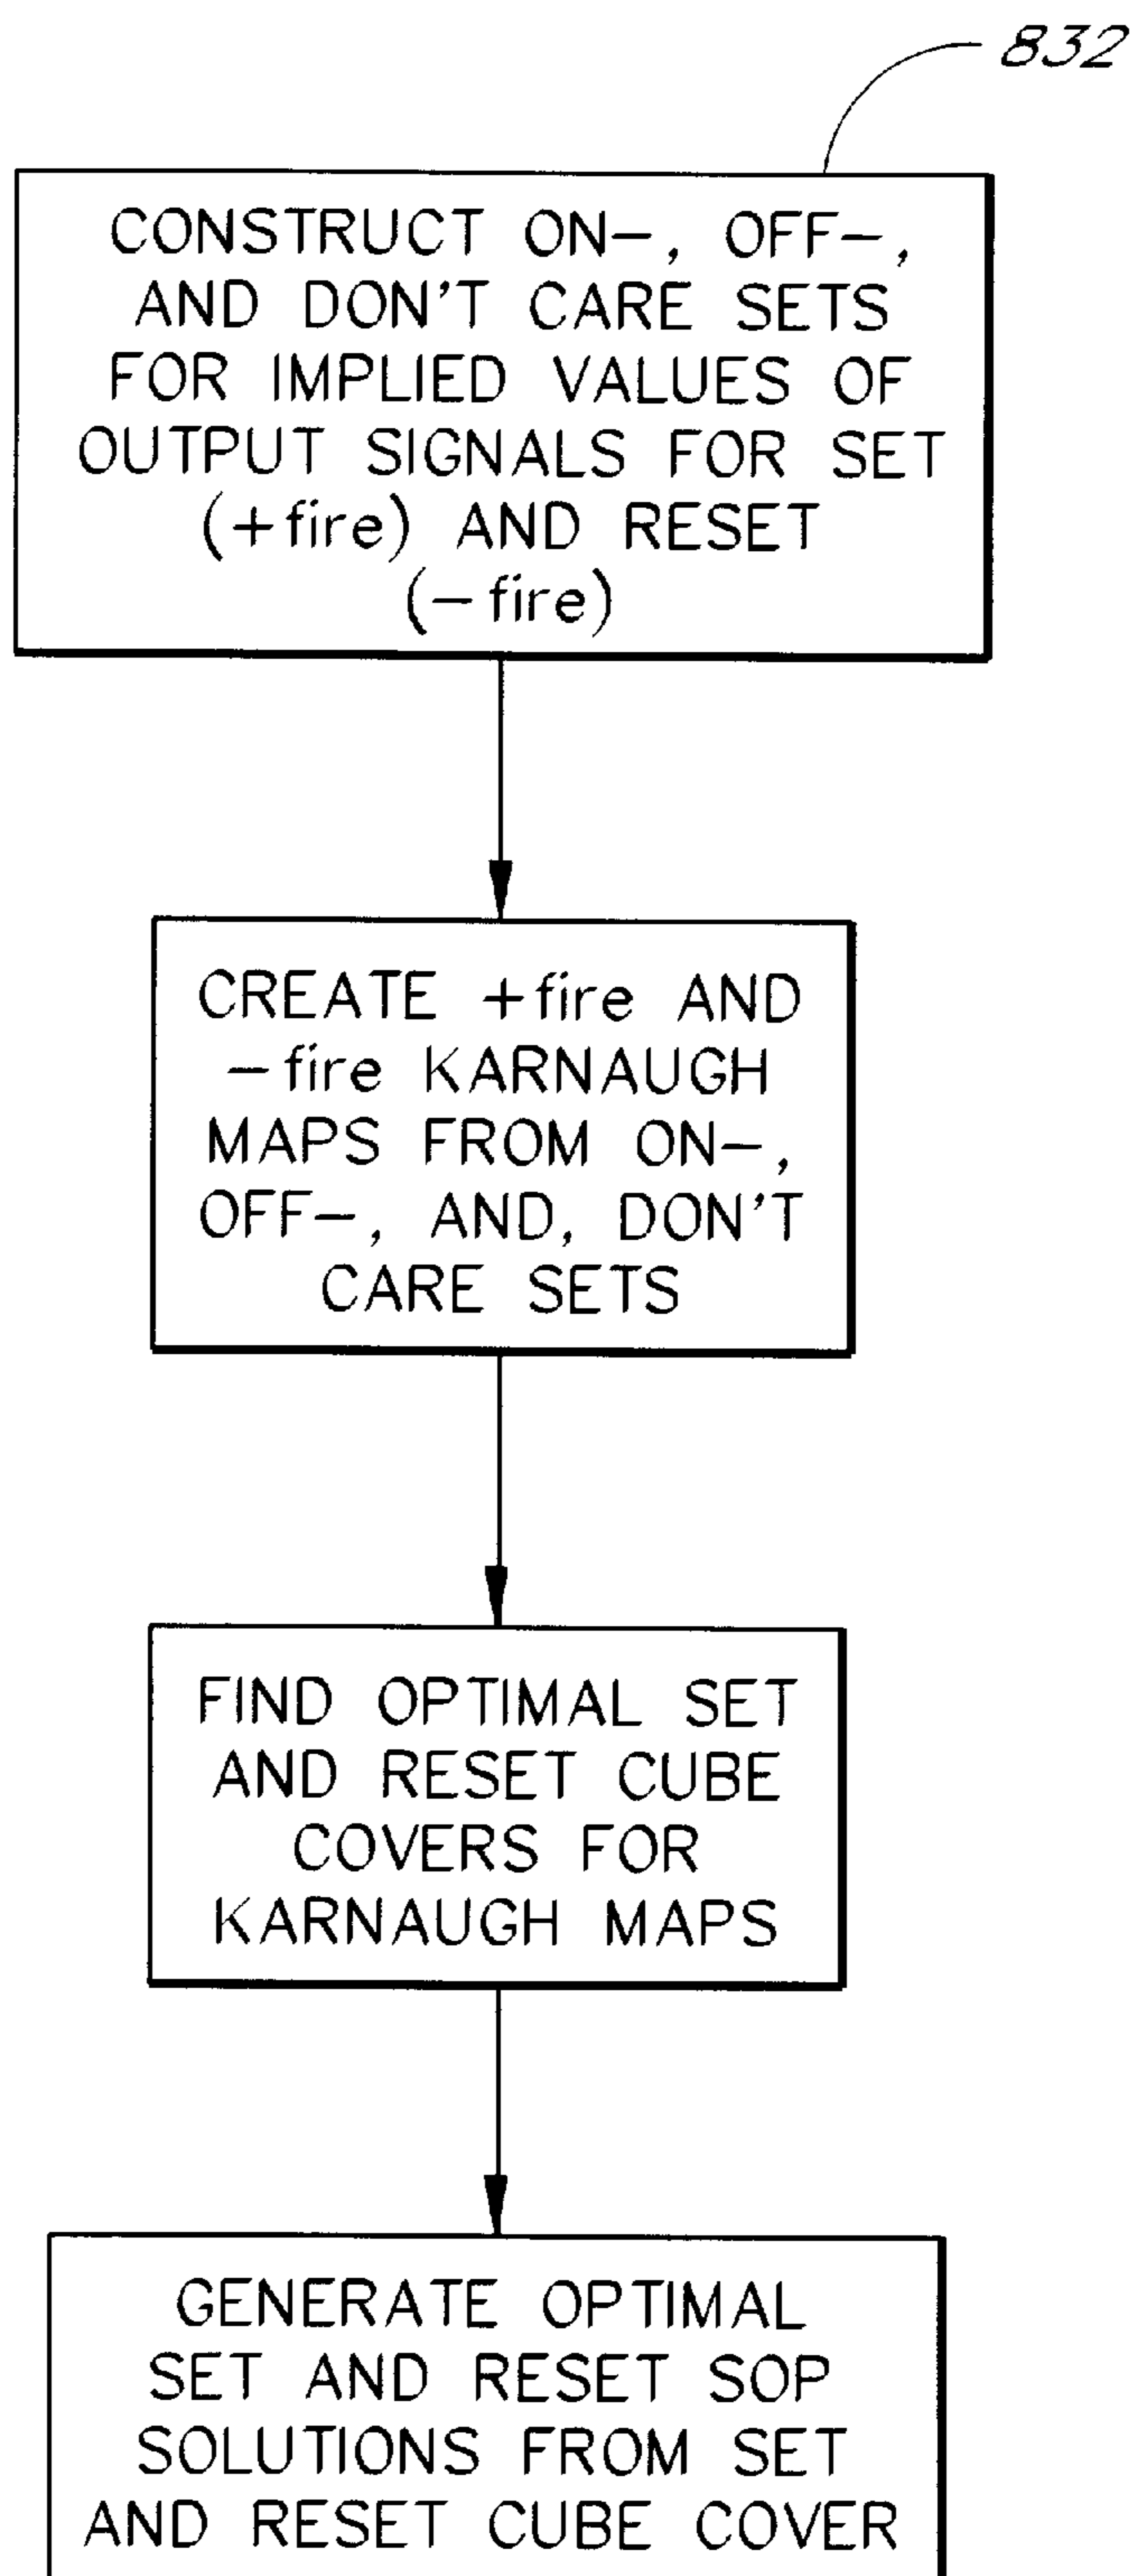 832
CONSTRUCT ON-, OFF-,
AND DON'T CARE SETS
FOR IMPLIED VALUES OF
OUTPUT SIGNALS FOR SET
(+fire) AND RESET
(-fire)
CREATE +fire AND
-fire KARNAUGH
MAPS FROM ON-,
OFF-, AND, DON'T
CARE SETS
FIND OPTIMAL SET
AND RESET CUBE
COVERS FOR
KARNAUGH MAPS
GENERATE OPTIMAL
SET AND RESET SOP
SOLUTIONS FROM SET
AND RESET CUBE COVER